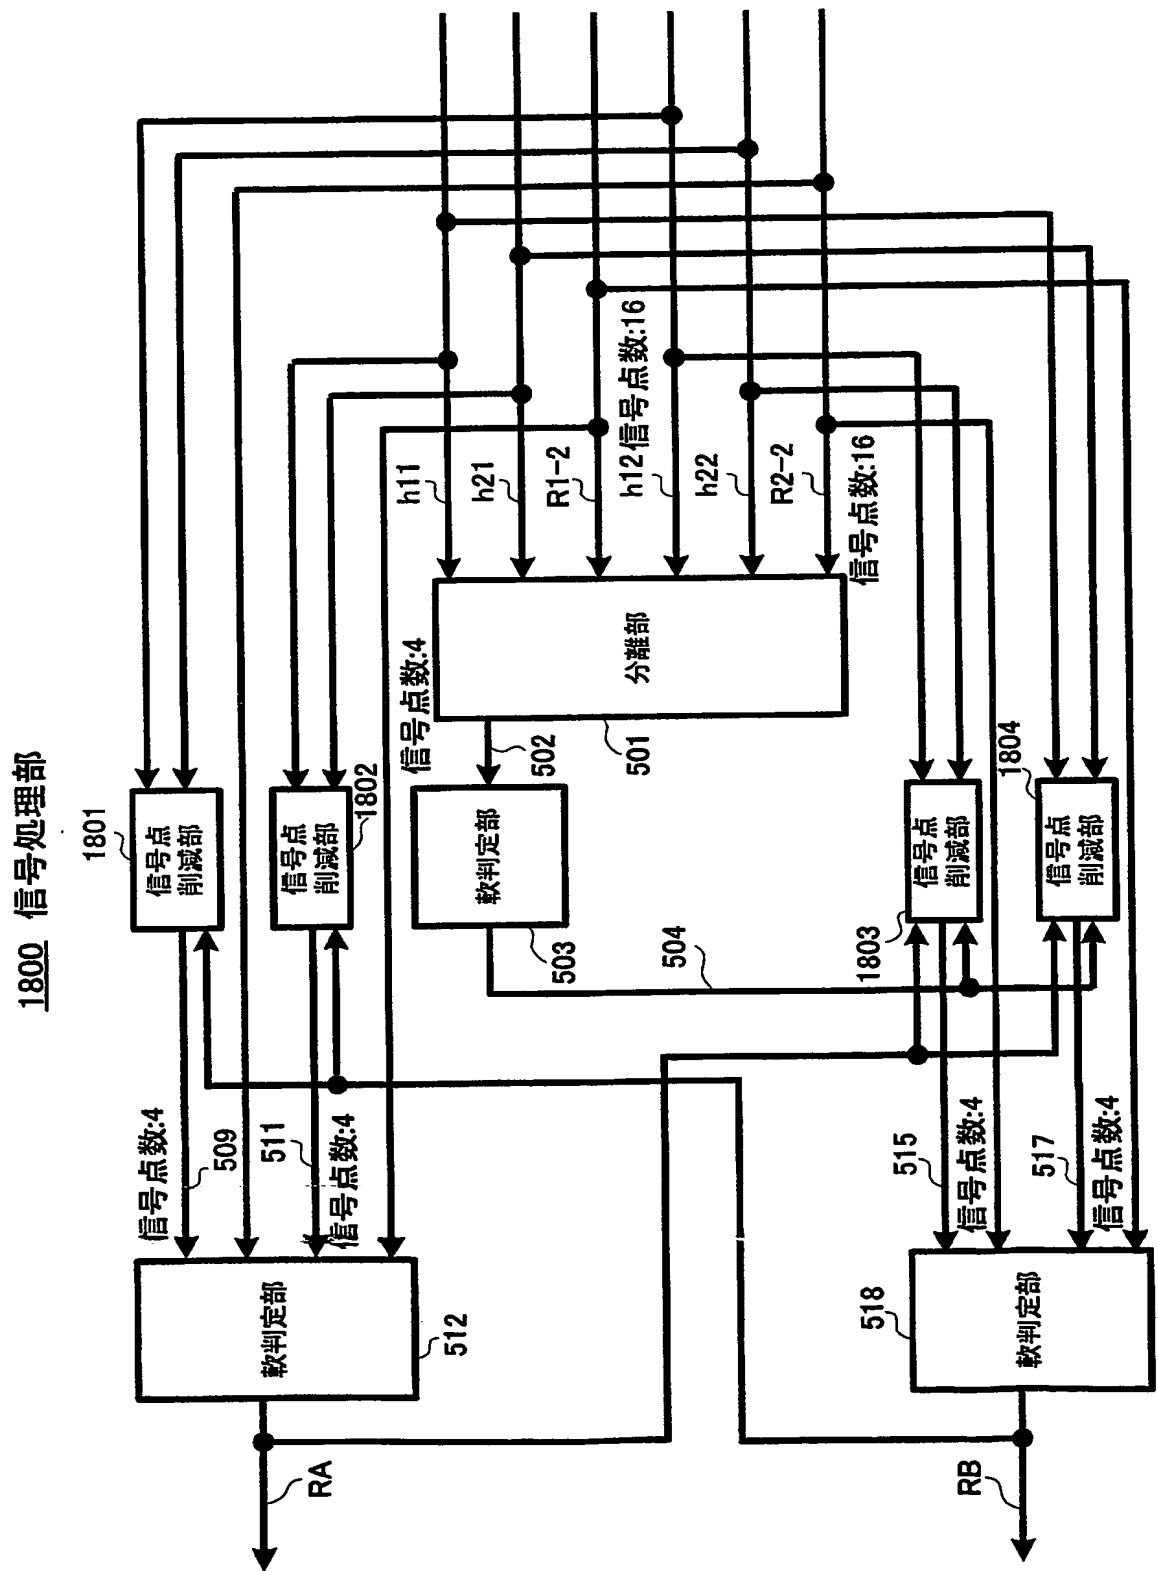 1800 信号処理部
1801
信号点
削減部
信号点
削減部
1802
信号点数:4
509
511
信号点数:4
軟判定部
512
RA
h11
h21
R1-2
信号点数:16
h12
h22
R2-2
信号点数:16
分離部
501
信号点数:4
502
軟判定部
503
504
1803
信号点
削減部
1804
信号点
削減部
515
信号点数:4
517
信号点数:4
518
軟判定部
RB